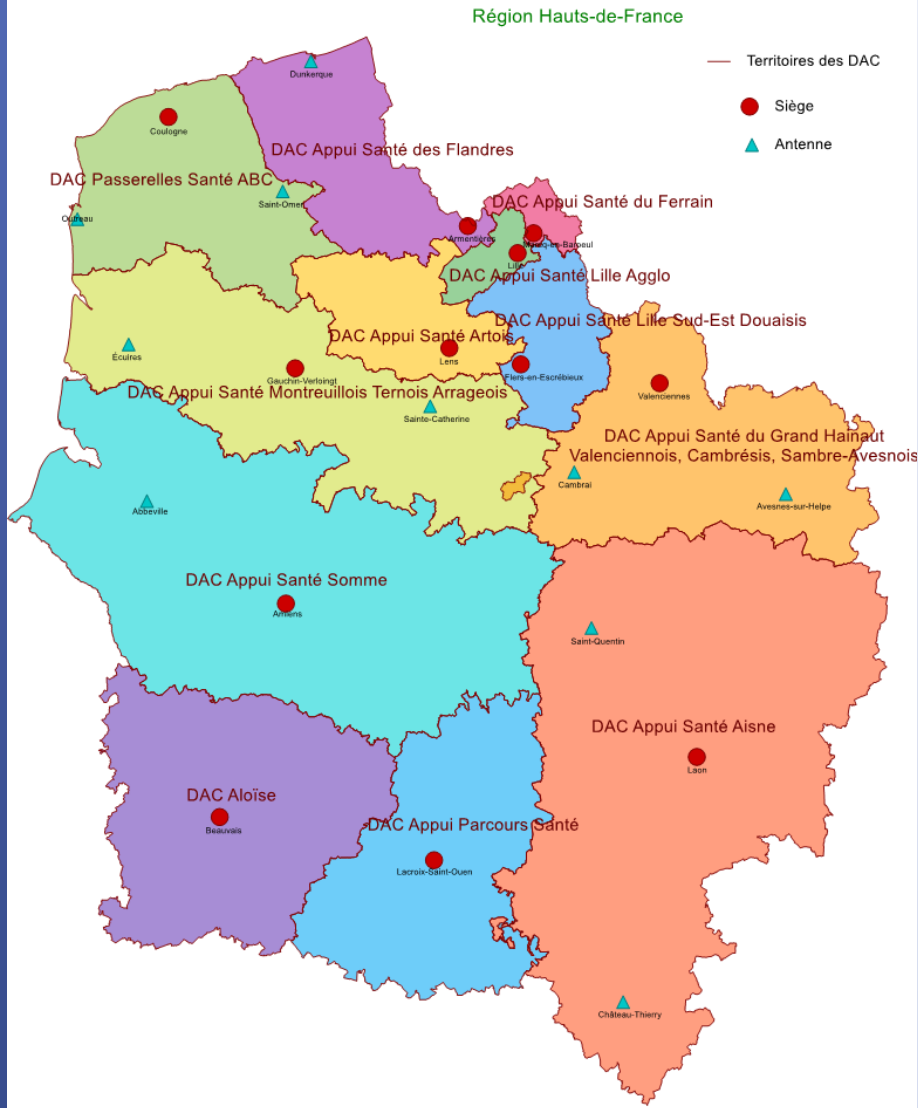 Région Hauts-de-France
Territoires des DAC
Siège
Antenne
Dunkerque
Coulogne
DAC Appui Santé des Flandres
DAC Passerelles Santé ABC
Saint-Omer
DAC Appui Santé du Ferrain
Outreau
Armentières
Marcq-en-Barœul
Lille
DAC Appui Santé Lille Agglo
DAC Appui Santé Lille Sud-Est Douaisis
DAC Appui Santé Artois
Écuires
Lens
Gauchin-Verloingt
Flers-en-Escrébieux
DAC Appui Santé Montreuillois Ternois Arrageois
Valenciennes
Sainte-Catherine
DAC Appui Santé du Grand Hainaut
Valenciennois, Cambrésis, Sambre-Avesnois
Cambrai
Avesnes-sur-Helpe
Abbeville
DAC Appui Santé Somme
Amiens
Saint-Quentin
DAC Appui Santé Aisne
Laon
DAC Aloïse
Beauvais
DAC Appui Parcours Santé
Lacroix-Saint-Ouen
Château-Thierry